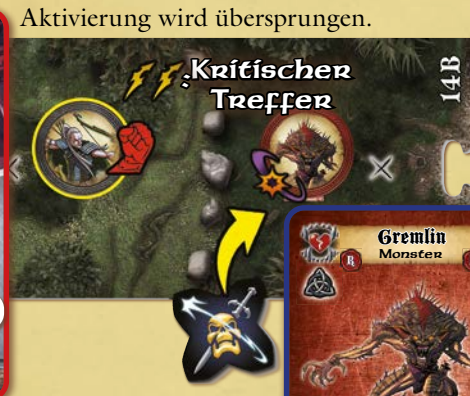 Aktivierung wird übersprungen.
:Kritischer
Treffer
14B
Gremlin
Monster
R